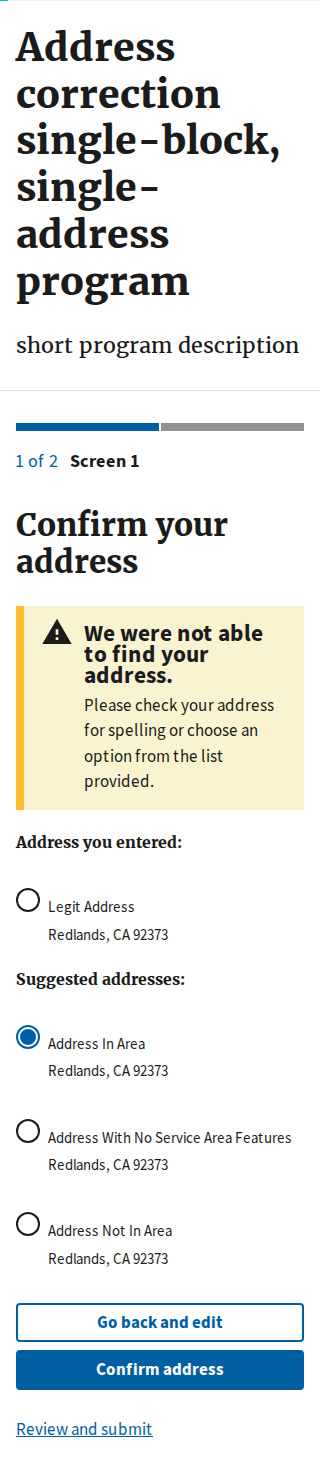 Address
correction
single-block,
single-
address
program
short program description
1 of 2 Screen 1
Confirm your
address
We were not able
to find your
address.
Please check your address
for spelling or choose an
option from the list
provided.
Address you entered:
Legit Address
Redlands, CA 92373
Suggested addresses:
Address In Area
Redlands, CA 92373
Address With No Service Area Features
Redlands, CA 92373
Address Not In Area
Redlands, CA 92373
Go back and edit
Confirm address
Review and submit